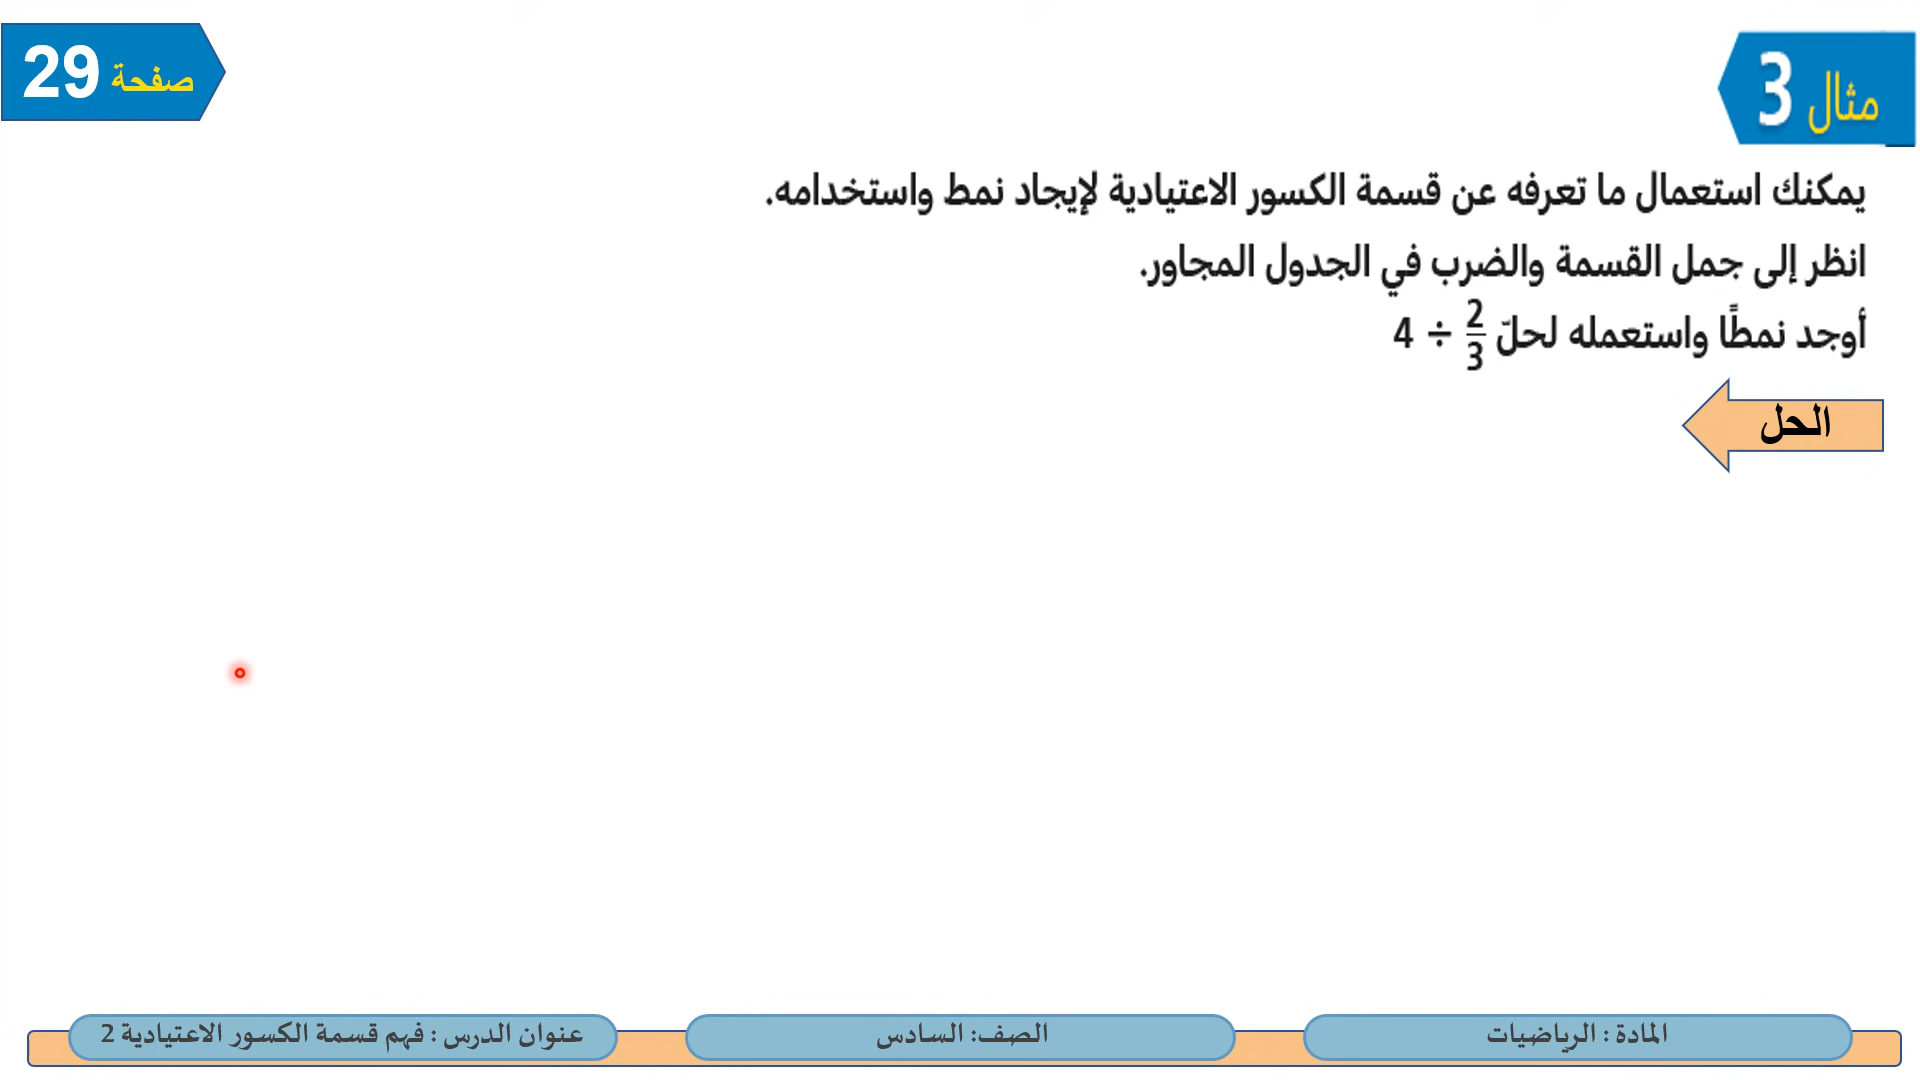 مثال 3
صفحة 29
يمكنك استعمال ما تعرفه عن قسمة الكسور الاعتيادية لإيجاد نمط واستخدامه.
انظر إلى جمل القسمة والضرب في الجدول المجاور.
أوجد نمطًا واستعمله لحلّ 4 ÷ 2/3
الحل
المادة : الرياضيات
الصف: السادس
عنوان الدرس : فهم قسمة الكسور الاعتيادية 2